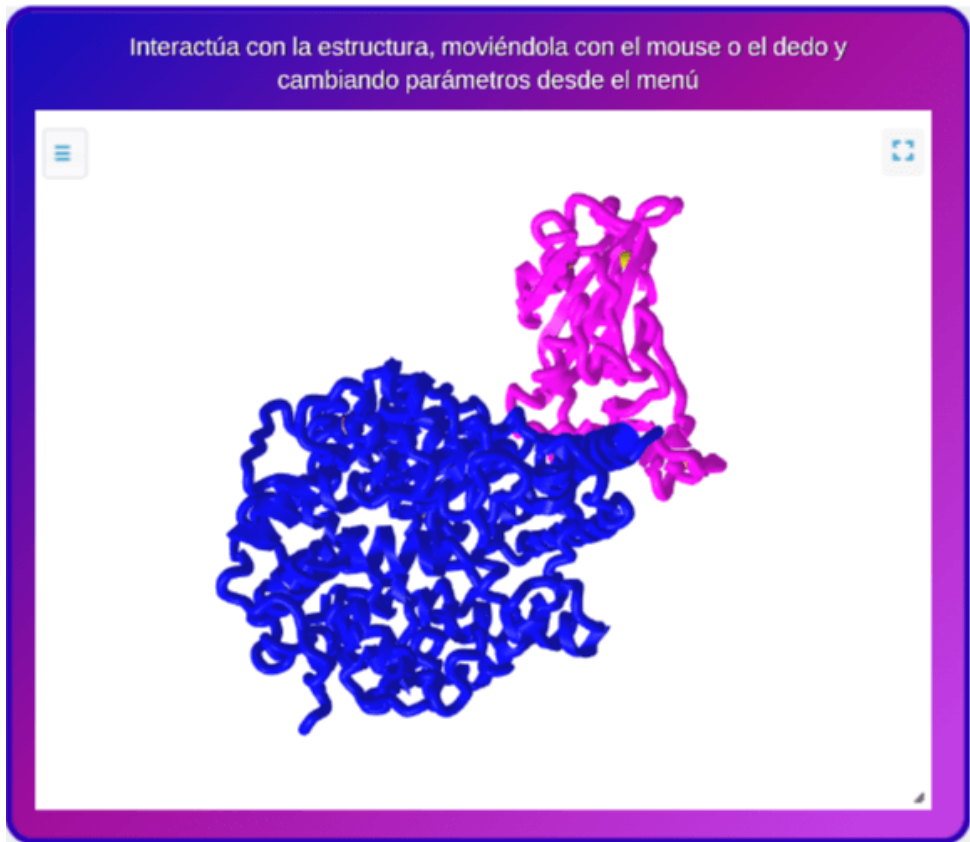 Interactúa con la estructura, moviéndola con el mouse o el dedo y
cambiando parámetros desde el menú